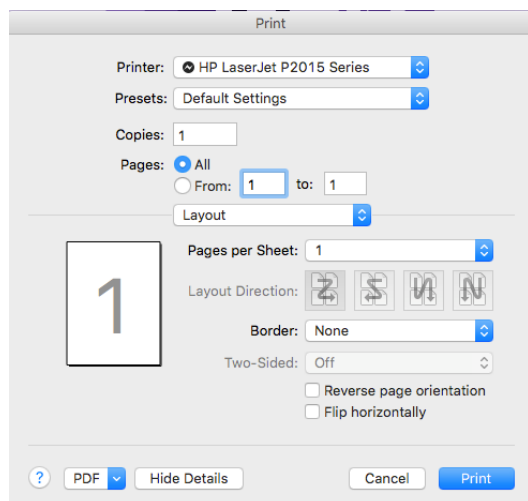 Print
Printer: HP LaserJet P2015 Series
Presets: Default Settings
Copies: 1
Pages: All
From: 1 to: 1
Layout
1
Pages per Sheet: 1
Layout Direction:
Border: None
Two-Sided: Off
Reverse page orientation
Flip horizontally
? PDF Hide Details Cancel Print